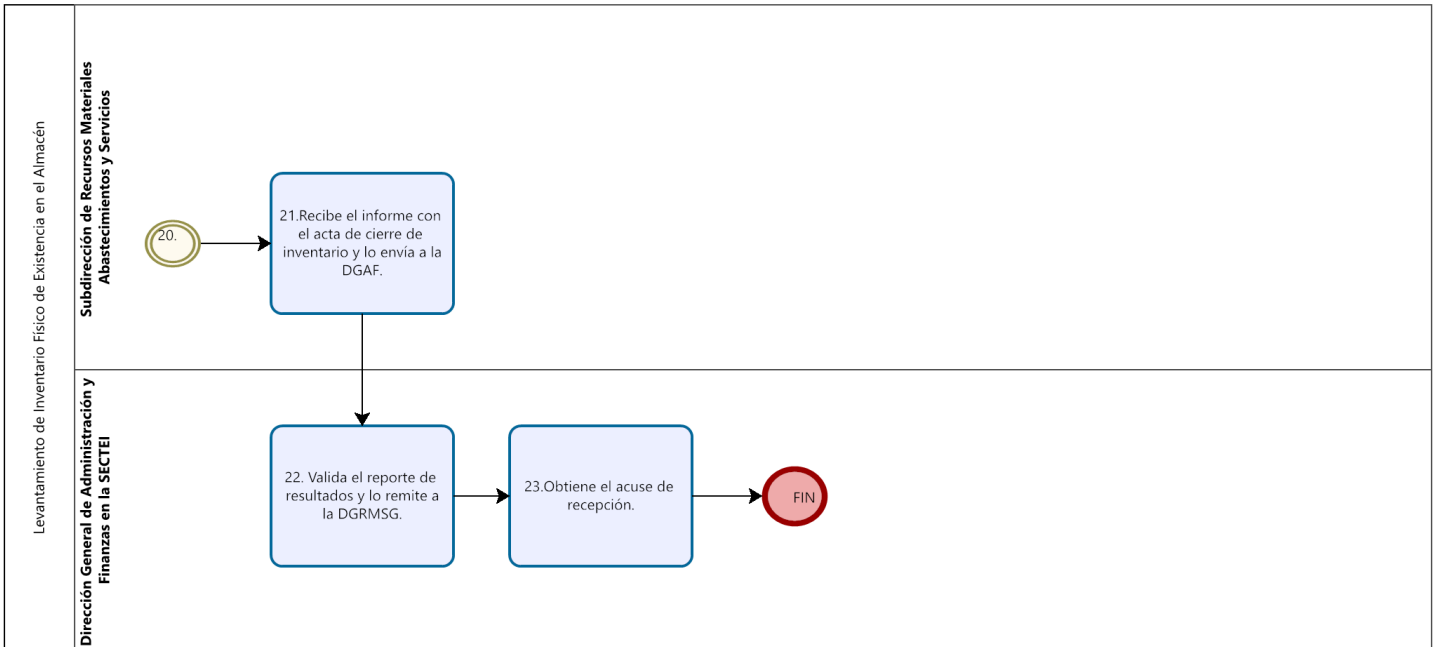 Levantamiento de Inventario Físico de Existencia en el Almacén
Subdirección de Recursos Materiales
Abastecimientos y Servicios
20.
21.Recibe el informe con
el acta de cierre de
inventario y lo envía a la
DGAF.
Dirección General de Administración y
Finanzas en la SECTEI
22. Valida el reporte de
resultados y lo remite a
la DGRMSG.
23.Obtiene el acuse de
recepción.
FIN